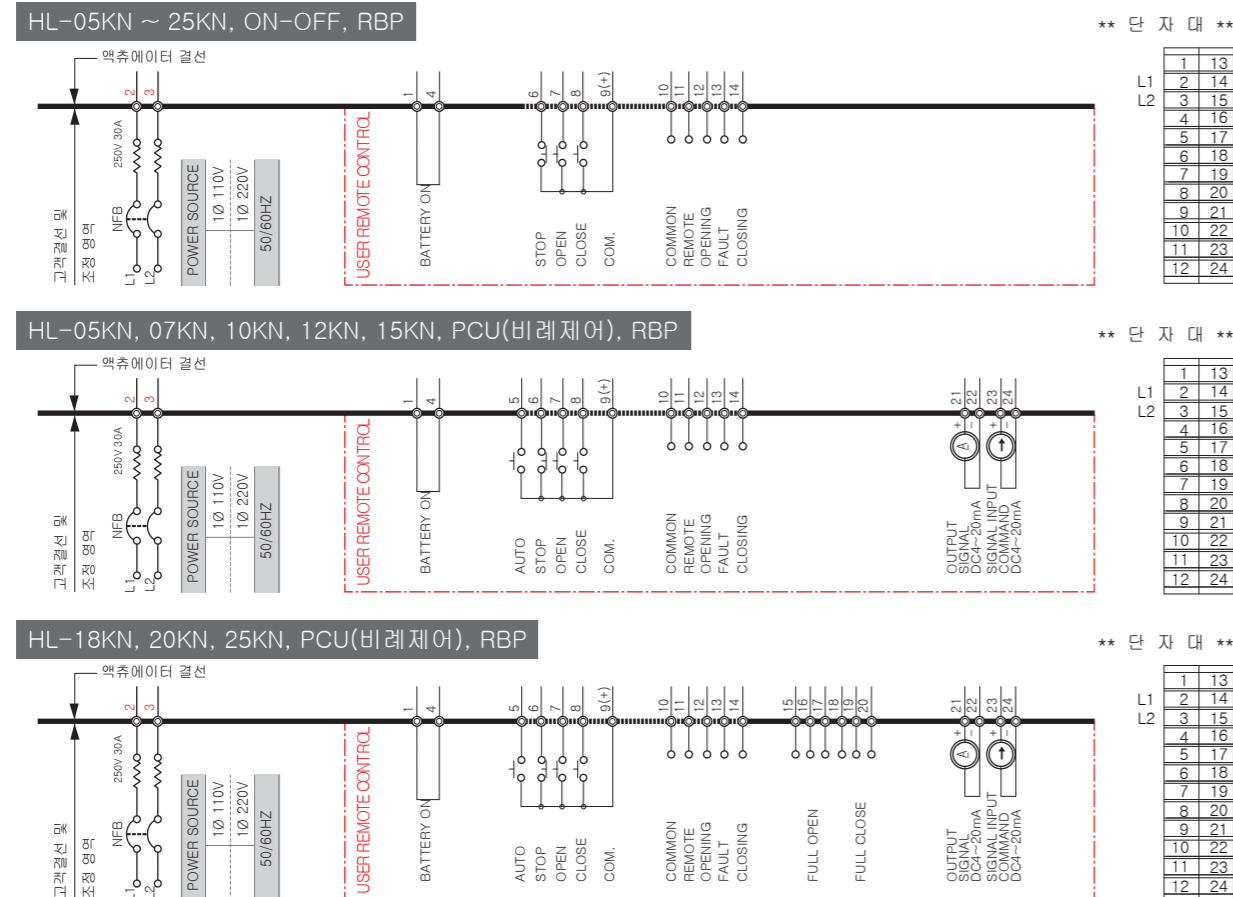 HL-05KN ~ 25KN, ON-OFF, RBP
** 단 자 대 **
액츄에이터 결선
2 3 1 4 6 7 8 9(+) 10 11 12 13 14
250V 30A
NFB
L1 L2
고객결선 및
조정 영역
POWER SOURCE
1Ø 110V
1Ø 220V
50/60HZ
USER REMOTE CONTROL
BATTERY ON
STOP
OPEN
CLOSE
COM.
COMMON
REMOTE
OPENING
FAULT
CLOSING
1 13
L1 2 14
L2 3 15
4 16
5 17
6 18
7 19
8 20
9 21
10 22
11 23
12 24
HL-05KN, 07KN, 10KN, 12KN, 15KN, PCU(비례제어), RBP
** 단 자 대 **
액츄에이터 결선
2 3 1 4 5 6 7 8 9(+) 10 11 12 13 14 21 22 23 24
250V 30A
NFB
L1 L2
고객결선 및
조정 영역
POWER SOURCE
1Ø 110V
1Ø 220V
50/60HZ
USER REMOTE CONTROL
BATTERY ON
AUTO
STOP
OPEN
CLOSE
COM.
COMMON
REMOTE
OPENING
FAULT
CLOSING
+ - + -
A
OUTPUT
SIGNAL
DC4~20mA
SIGNAL INPUT
COMMAND
DC4~20mA
1 13
L1 2 14
L2 3 15
4 16
5 17
6 18
7 19
8 20
9 21
10 22
11 23
12 24
HL-18KN, 20KN, 25KN, PCU(비례제어), RBP
** 단 자 대 **
액츄에이터 결선
2 3 1 4 5 6 7 8 9(+) 10 11 12 13 14 15 16 17 18 19 20 21 22 23 24
250V 30A
NFB
L1 L2
고객결선 및
조정 영역
POWER SOURCE
1Ø 110V
1Ø 220V
50/60HZ
USER REMOTE CONTROL
BATTERY ON
AUTO
STOP
OPEN
CLOSE
COM.
COMMON
REMOTE
OPENING
FAULT
CLOSING
FULL OPEN
FULL CLOSE
+ - + -
A
OUTPUT
SIGNAL
DC4~20mA
SIGNAL INPUT
COMMAND
DC4~20mA
1 13
L1 2 14
L2 3 15
4 16
5 17
6 18
7 19
8 20
9 21
10 22
11 23
12 24